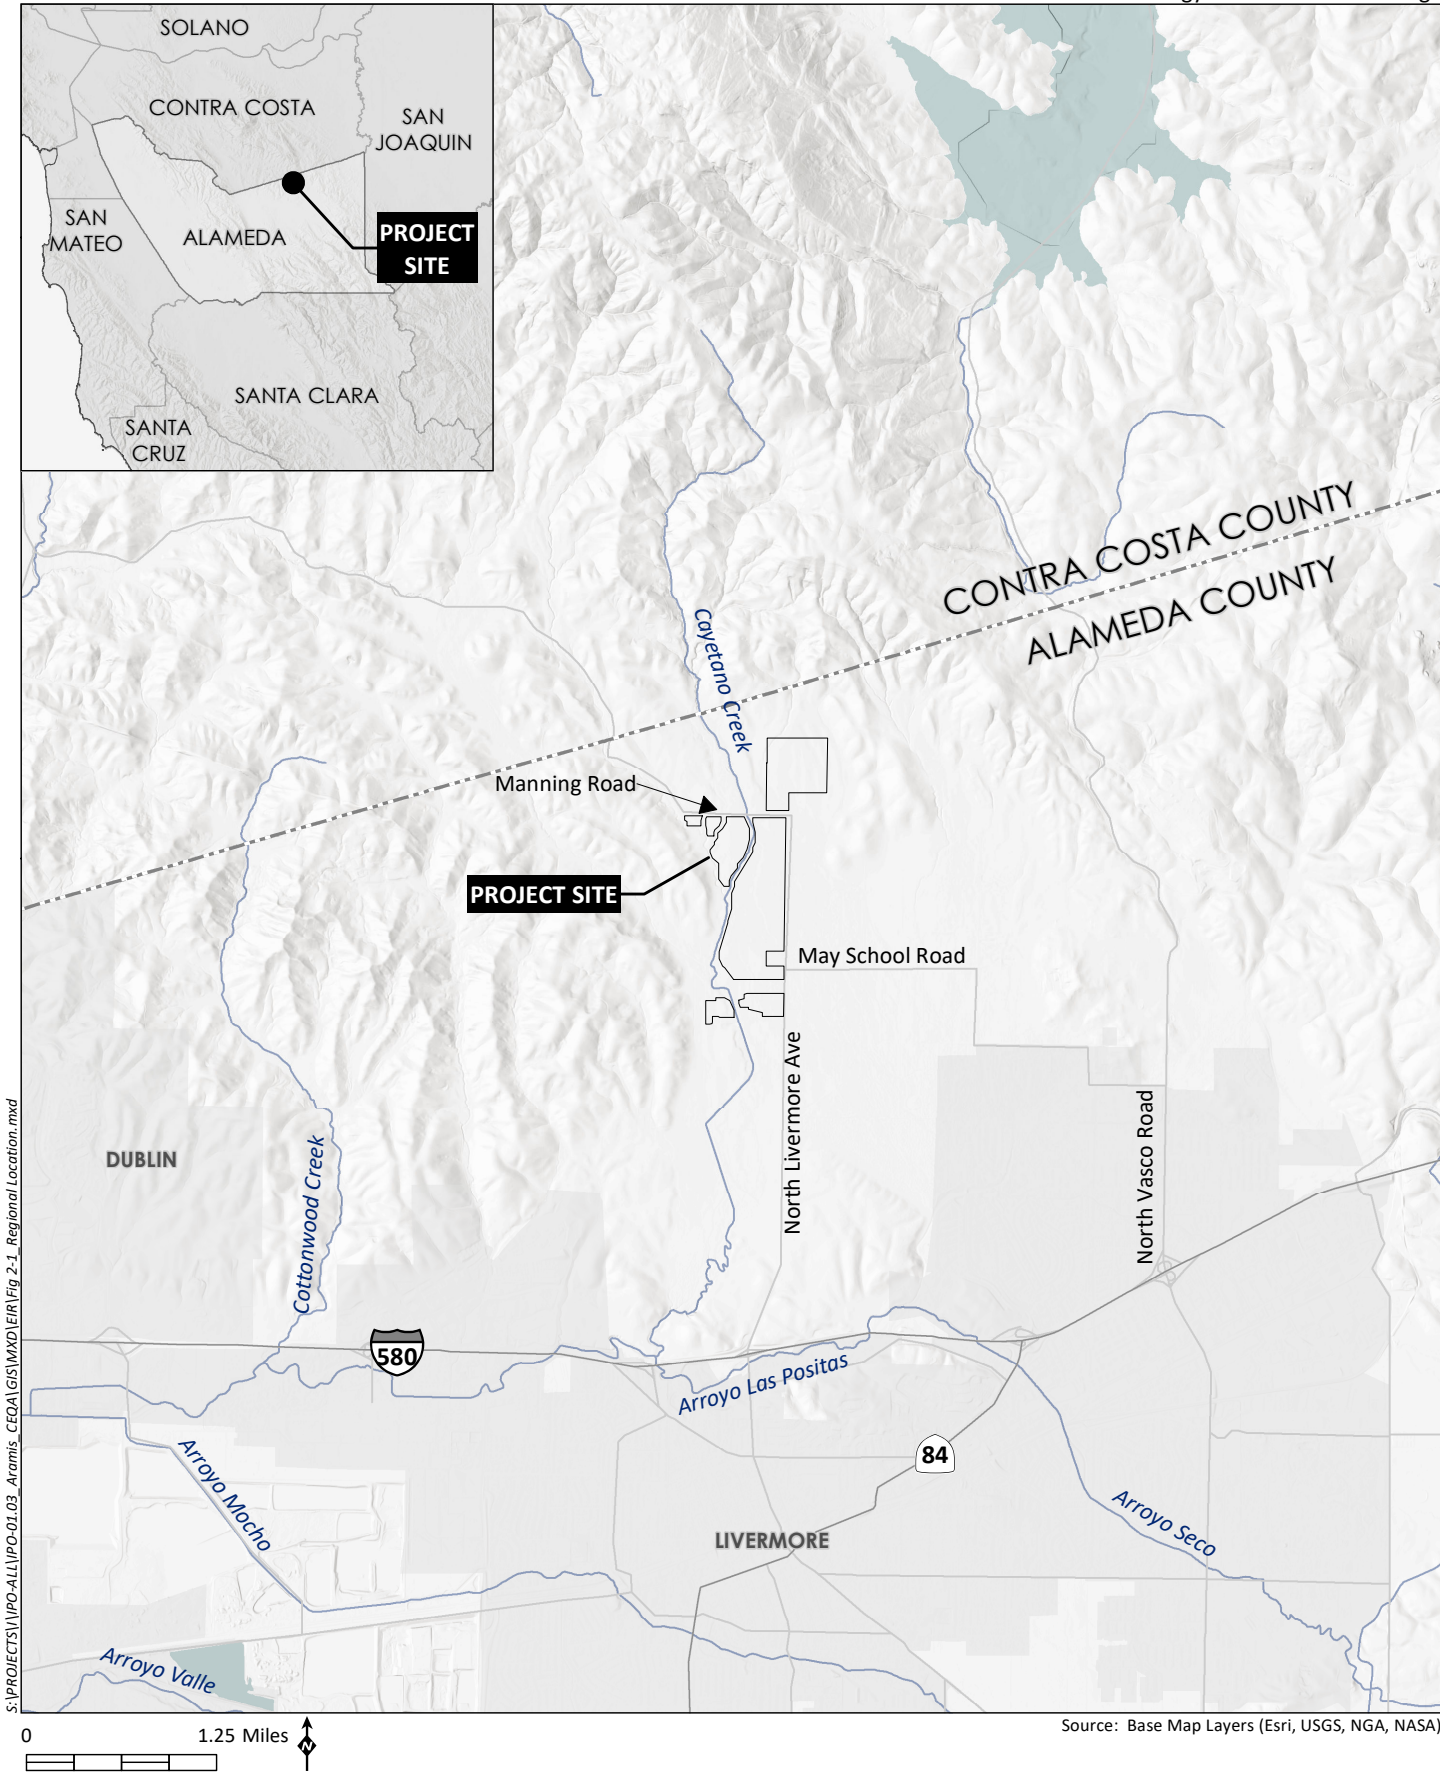 SOLANO
CONTRA COSTA
SAN
JOAQUIN
SAN
MATEO
ALAMEDA
PROJECT
SITE
SANTA CLARA
SANTA
CRUZ
CONTRA COSTA COUNTY
ALAMEDA COUNTY
Cayetano Creek
Manning Road
PROJECT SITE
May School Road
North Livermore Ave
North Vasco Road
DUBLIN
Cottonwood Creek
580
Arroyo Las Positas
84
Arroyo Mocho
Arroyo Seco
LIVERMORE
Arroyo Valle
S:\PROJECTS\I\IPO-ALL\IPO-01.03_Aramis_CEQA\GIS\MXD\EIR\Fig 2-1_Regional Location.mxd
0 1.25 Miles
N
Source: Base Map Layers (Esri, USGS, NGA, NASA)